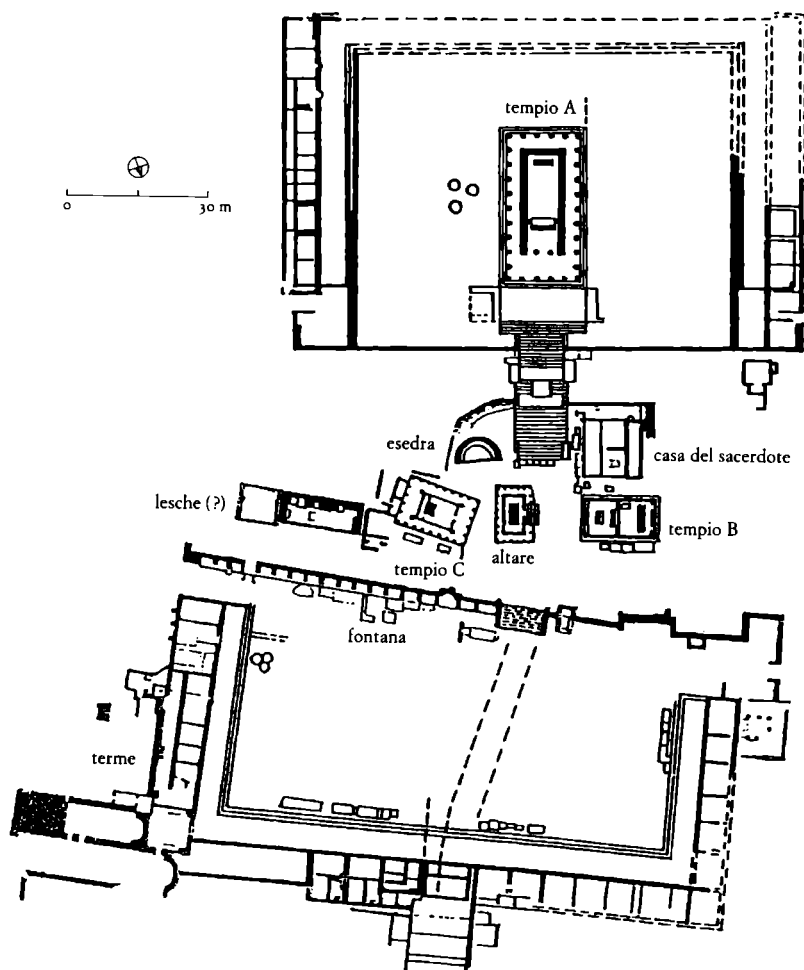 tempio A
0
30 m
esedra
casa del sacerdote
lesche (?)
tempio B
altare
tempio C
fontana
terme